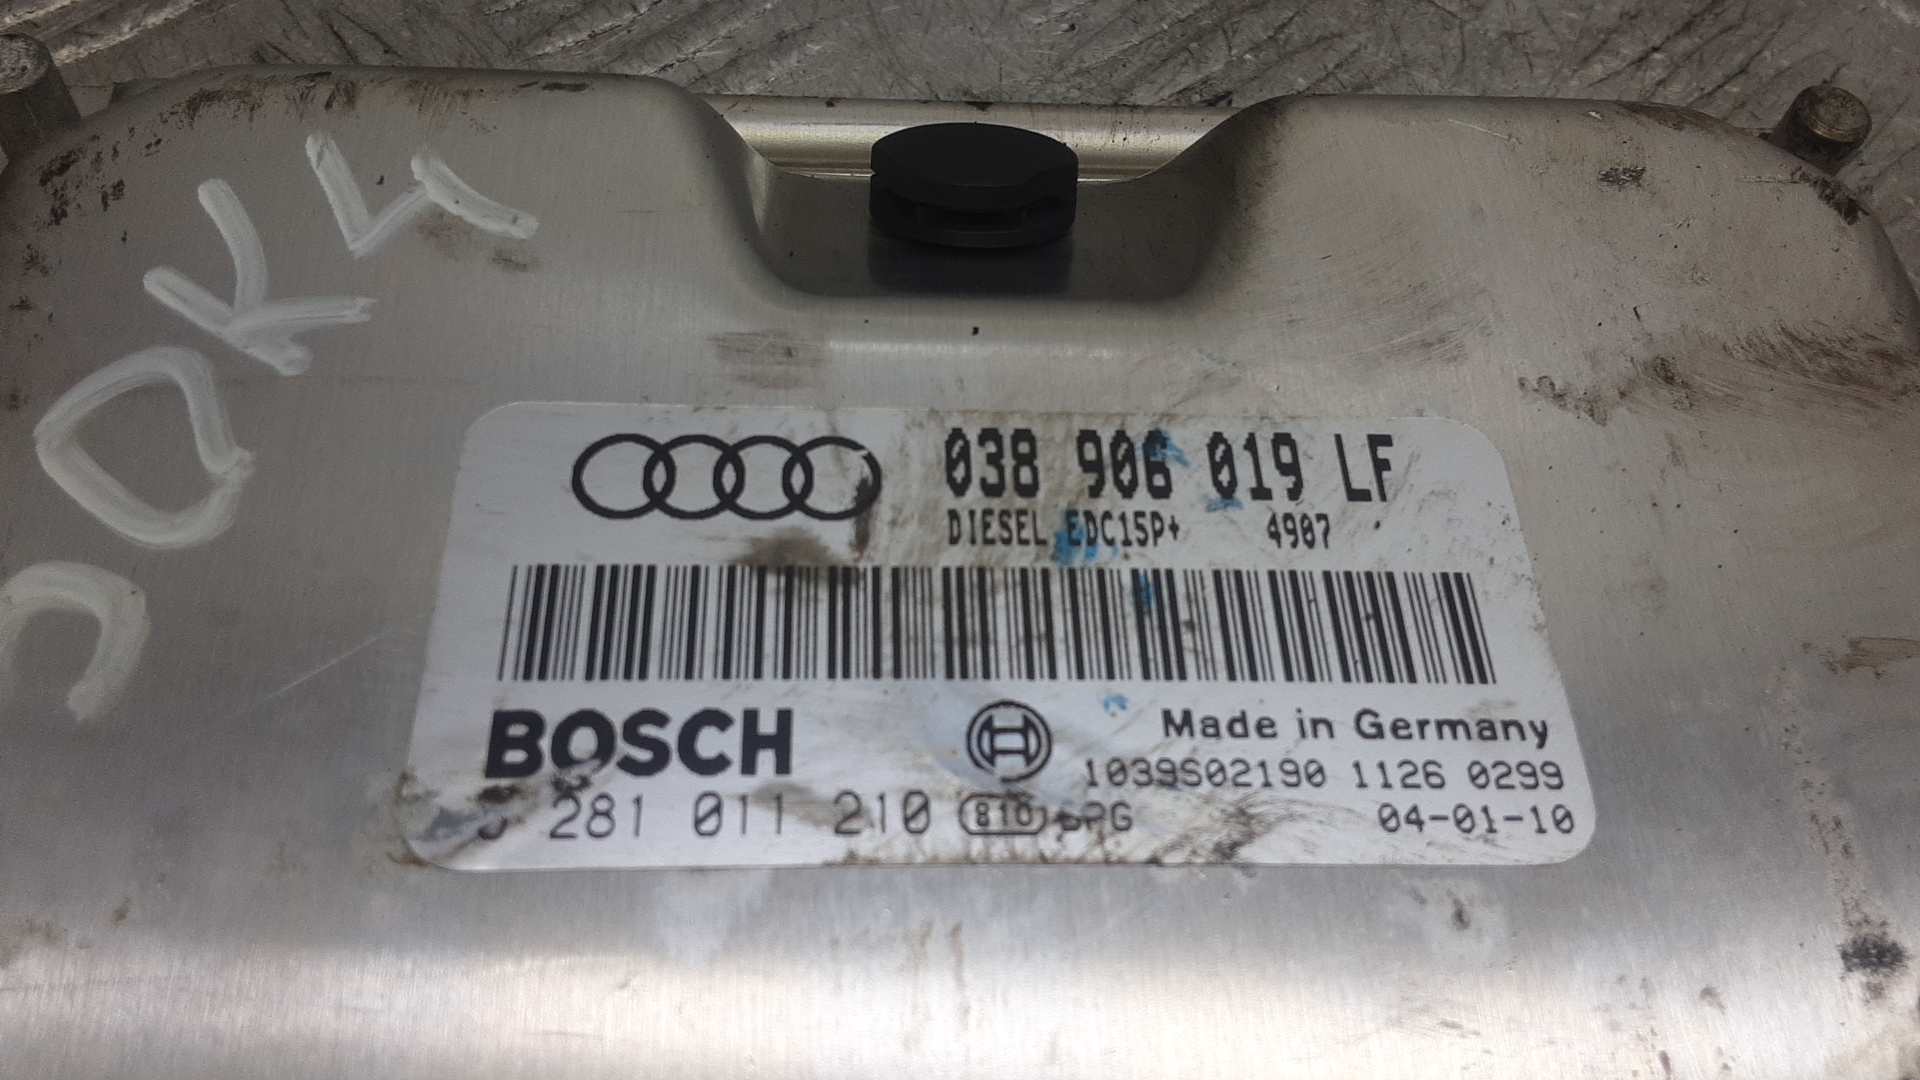 038 906 019 LF
DIESEL EDC15P+ 4907
BOSCH
Made in Germany
1039S02190 1126 0299
281 011 210 810
04-01-10